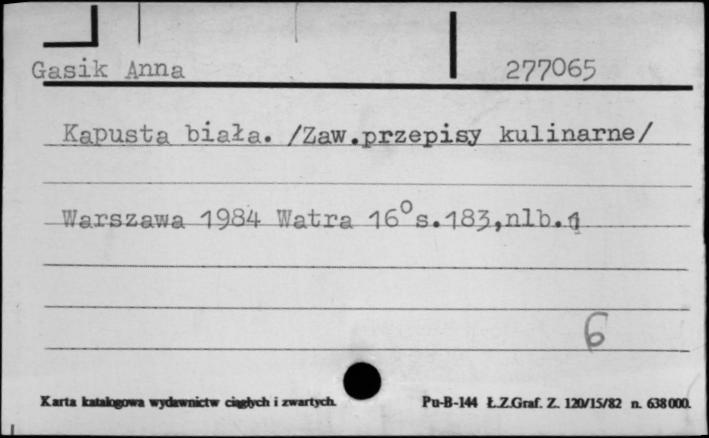 Gasik Anna 277065
Kapusta biała. /Zaw.przepisy kulinarne/
Warszawa 1984 Watra 16° s.183,nlb.1
6
Karta katalogowa wydawnictw ciągłych i zwartych. Pu-B-144 Ł.Z.Graf. Z. 120/15/82 n. 638000.